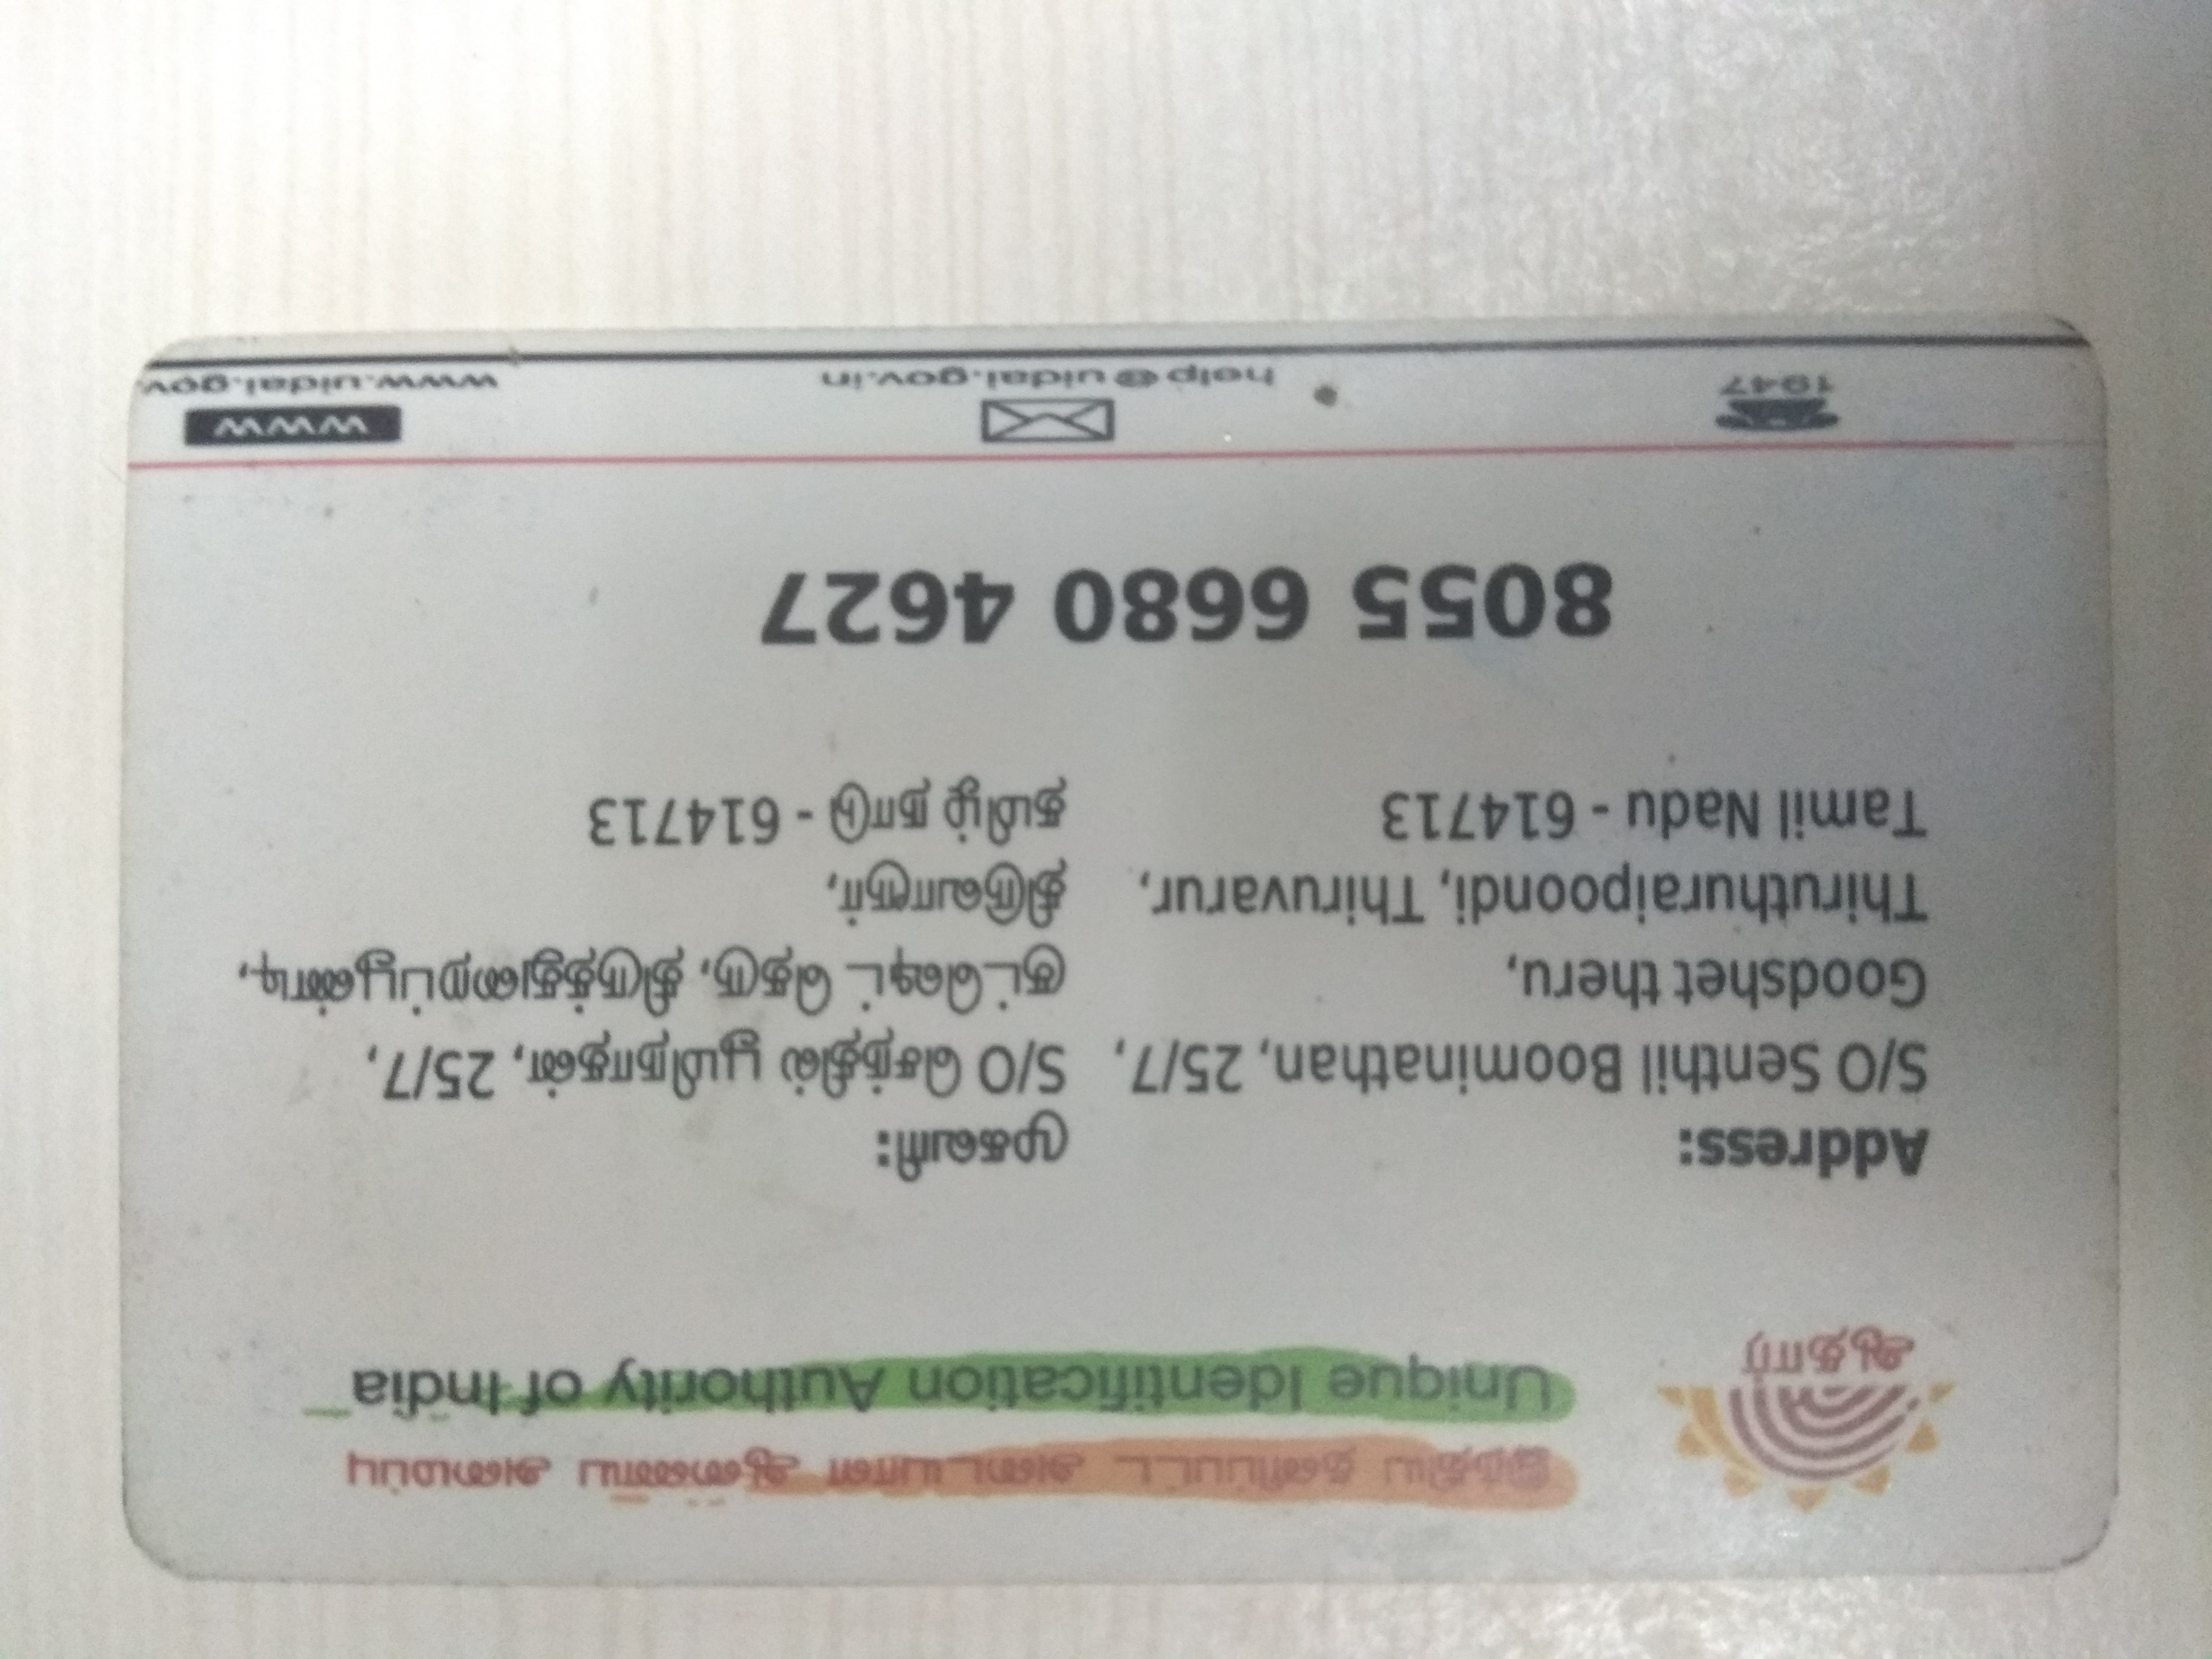 இந்திய தனிப்பட்ட அடையாள ஆணைய அமைப்பு
Unique Identification Authority of India
ஆதார்
Address:
S/O Senthil Boominathan, 25/7,
Goodshet theru,
Thiruthuraipoondi, Thiruvarur,
Tamil Nadu - 614713
முகவரி:
S/O செந்தில் பூமிநாதன், 25/7,
குட்ஷெட் தெரு, திருத்துறைப்பூண்டி,
திருவாரூர்,
தமிழ் நாடு - 614713
8055 6680 4627
1947
help@uidai.gov.in
WWW
www.uidai.gov